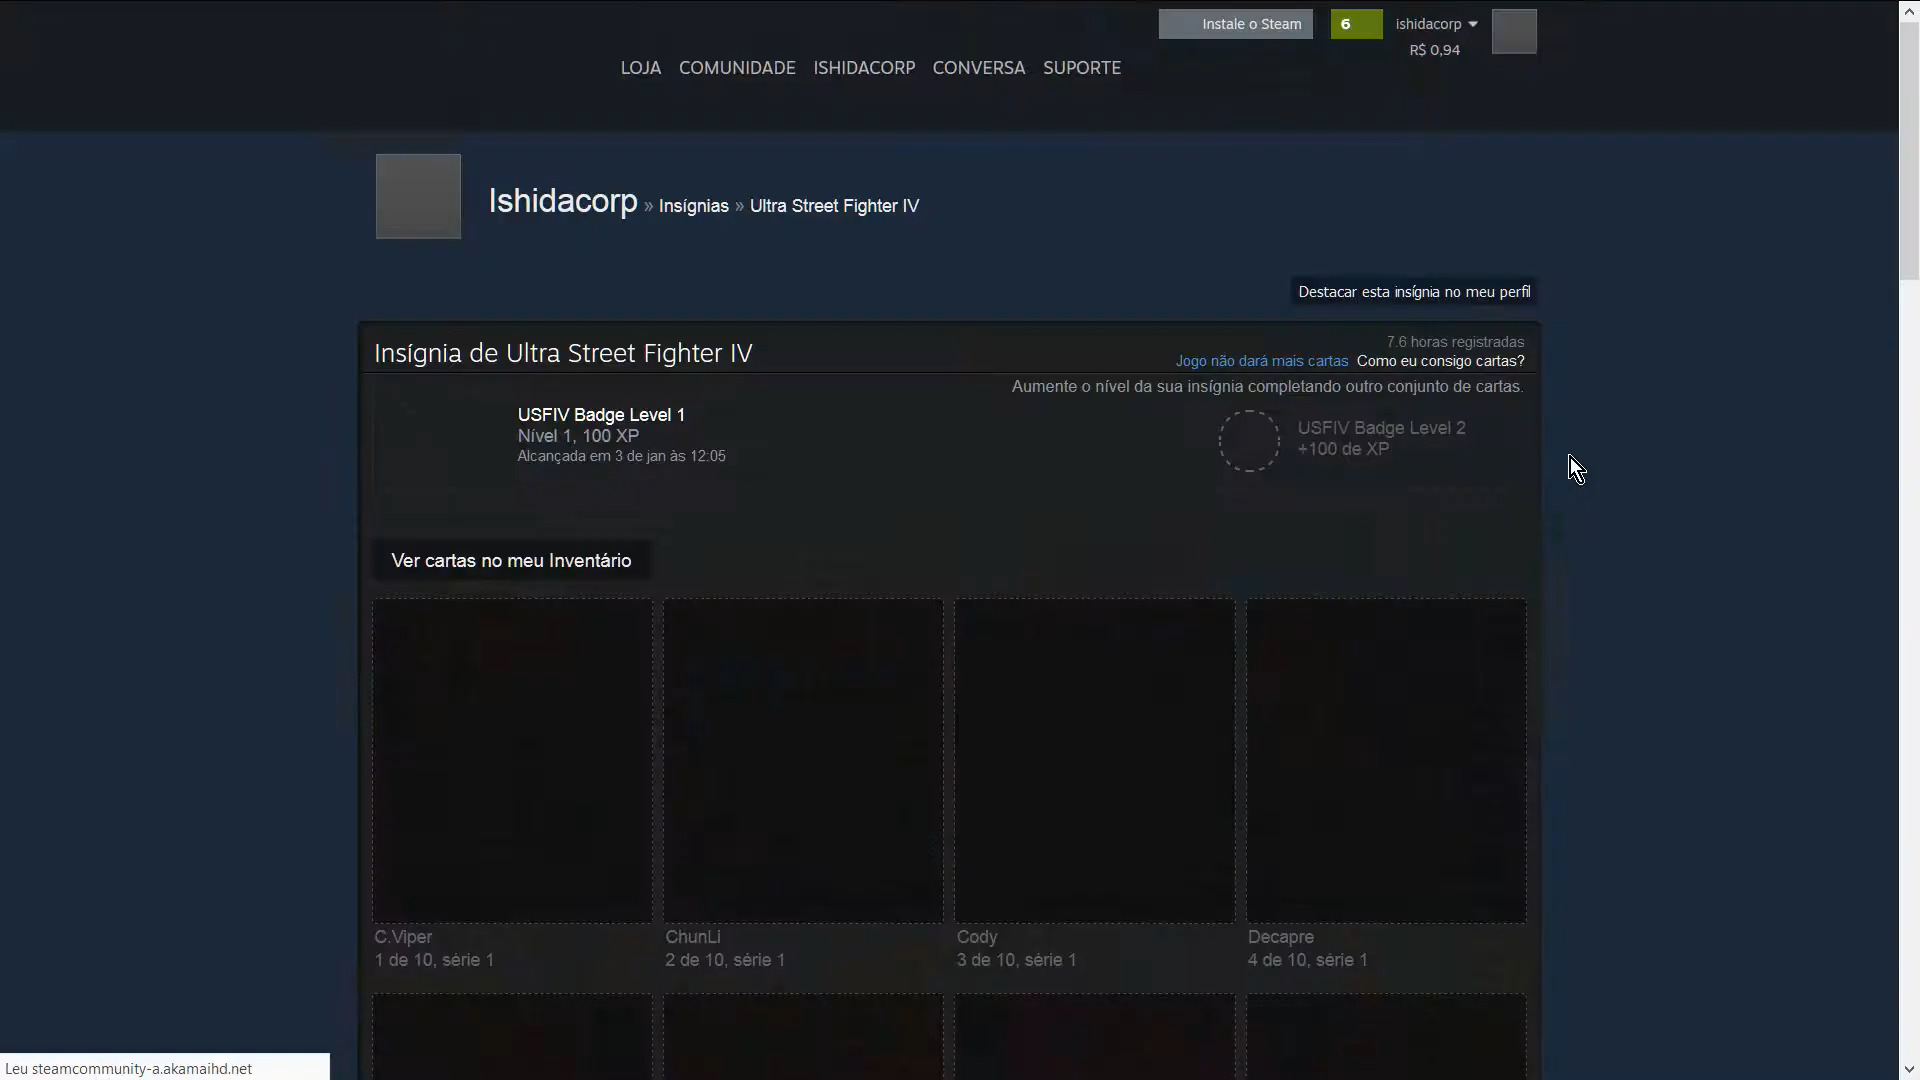 Instale o Steam
6
ishidacorp
R$ 0,94
LOJA COMUNIDADE ISHIDACORP CONVERSA SUPORTE
Ishidacorp » Insígnias » Ultra Street Fighter IV
Destacar esta insígnia no meu perfil
Insígnia de Ultra Street Fighter IV
7.6 horas registradas
Jogo não dará mais cartas Como eu consigo cartas?
Aumente o nível da sua insígnia completando outro conjunto de cartas.
USFIV Badge Level 1
Nível 1, 100 XP
Alcançada em 3 de jan às 12:05
USFIV Badge Level 2
+100 de XP
Ver cartas no meu Inventário
C.Viper
1 de 10, série 1
ChunLi
2 de 10, série 1
Cody
3 de 10, série 1
Decapre
4 de 10, série 1
Leu steamcommunity-a.akamaihd.net